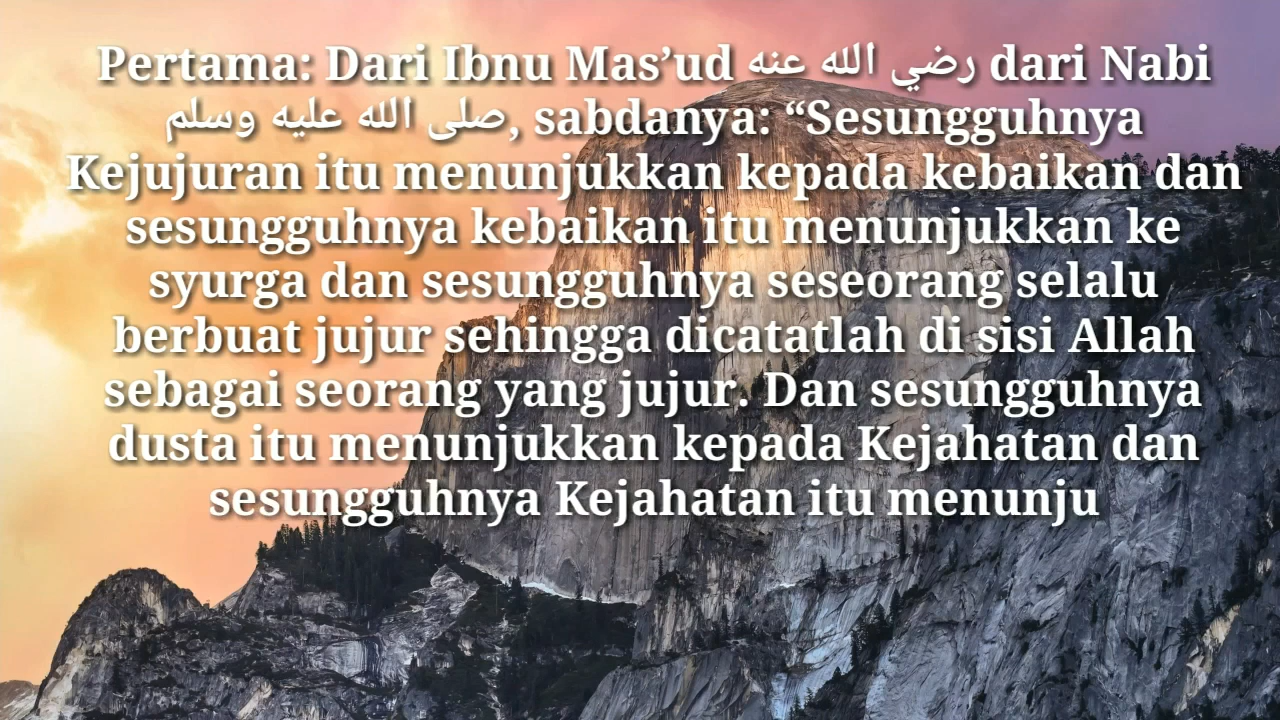 Pertama: Dari Ibnu Mas’ud رضي الله عنه dari Nabi
صلى الله عليه وسلم, sabdanya: “Sesungguhnya
Kejujuran itu menunjukkan kepada kebaikan dan
sesungguhnya kebaikan itu menunjukkan ke
syurga dan sesungguhnya seseorang selalu
berbuat jujur sehingga dicatatlah di sisi Allah
sebagai seorang yang jujur. Dan sesungguhnya
dusta itu menunjukkan kepada Kejahatan dan
sesungguhnya Kejahatan itu menunju